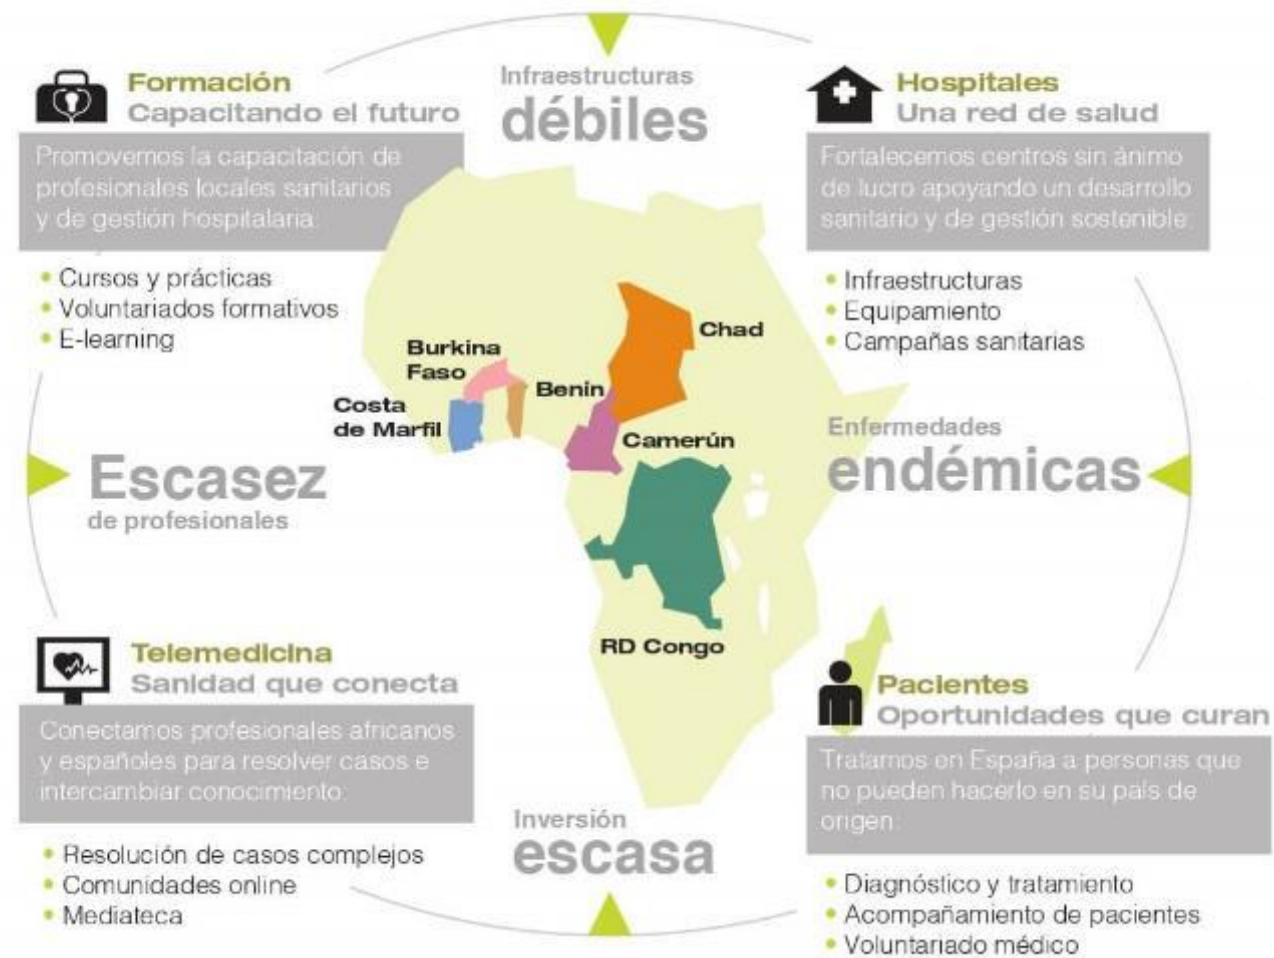 Formación
Capacitando el futuro
Promovemos la capacitación de
profesionales locales sanitarios
y de gestión hospitalaria:
• Cursos y prácticas
• Voluntariados formativos
• E-learning
Infraestructuras
débiles
Hospitales
Una red de salud
Fortalecemos centros sin ánimo
de lucro apoyando un desarrollo
sanitario y de gestión sostenible:
• Infraestructuras
• Equipamiento
• Campañas sanitarias
Chad
Burkina
Faso
Benin
Costa
de Marfil
Camerún
RD Congo
Escasez
de profesionales
Enfermedades
endémicas
Telemedicina
Sanidad que conecta
Conectamos profesionales africanos
y españoles para resolver casos e
intercambiar conocimiento:
• Resolución de casos complejos
• Comunidades online
• Mediateca
Inversión
escasa
Pacientes
Oportunidades que curan
Tratamos en España a personas que
no pueden hacerlo en su país de
origen:
• Diagnóstico y tratamiento
• Acompañamiento de pacientes
• Voluntariado médico